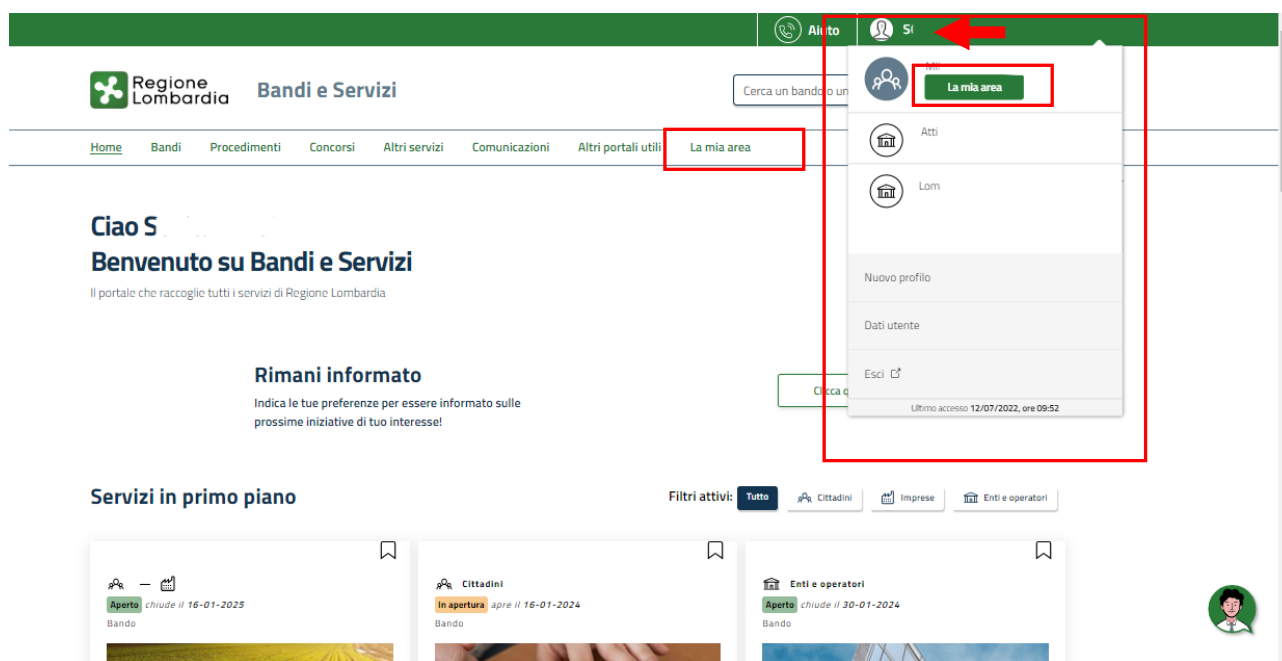 Aiuto
Regione
Lombardia
Bandi e Servizi
Cerca un bando o un
La mia area
Atti
Lom
Home Bandi Procedimenti Concorsi Altri servizi Comunicazioni Altri portali utili La mia area
Ciao S
Benvenuto su Bandi e Servizi
Il portale che raccoglie tutti i servizi di Regione Lombardia
Nuovo profilo
Dati utente
Esci
Ultimo accesso 12/07/2022, ore 09:52
Rimani informato
Indica le tue preferenze per essere informato sulle
prossime iniziative di tuo interesse!
Clicca q
Servizi in primo piano
Filtri attivi: Tutto Cittadini Imprese Enti e operatori
Aperto chiude il 16-01-2025
Bando
Cittadini
In apertura apre il 16-01-2024
Bando
Enti e operatori
Aperto chiude il 30-01-2024
Bando